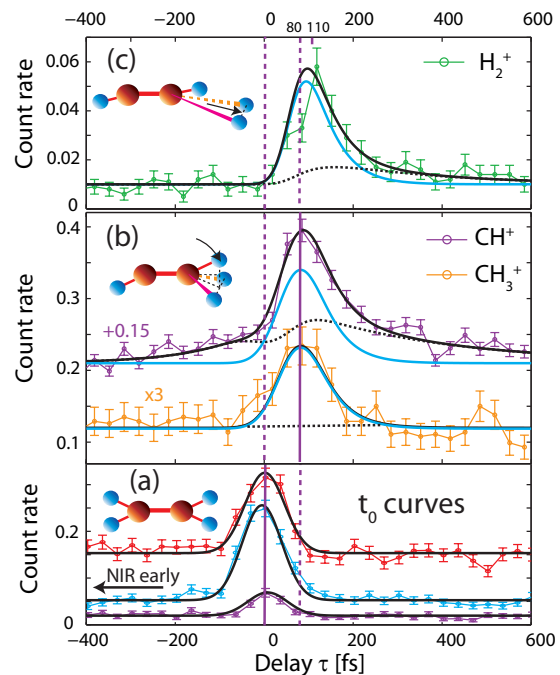 −400 −200 0 80 110 200 400 600
(c)
H₂⁺
0.06
0.04
0.02
0
Count rate
(b)
CH⁺
CH₃⁺
0.4
0.3
0.2
0.1
Count rate
+0.15
x3
(a)
t₀ curves
0.2
0
Count rate
NIR early
−400 −200 0 200 400 600
Delay τ [fs]